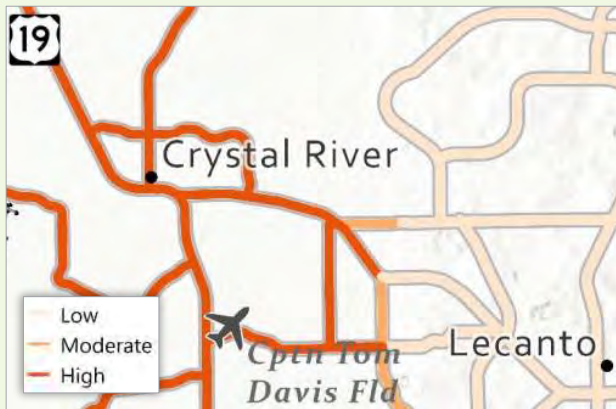 19
Crystal River
Low
Moderate
High
Lecanto
Cptn Tom
Davis Fld